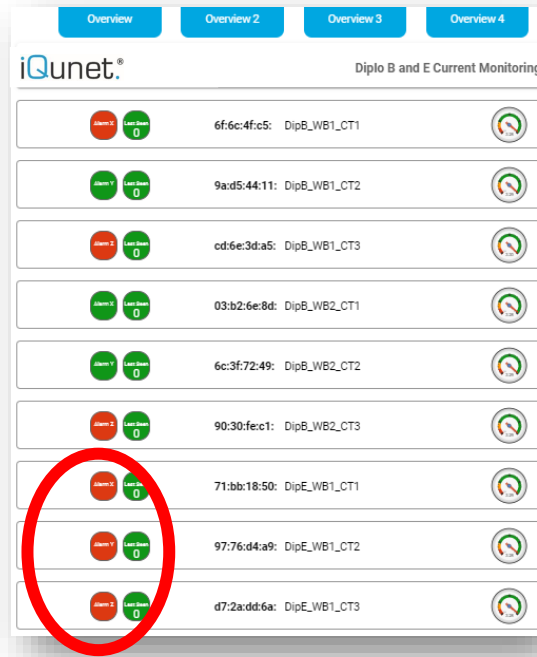 Overview Overview 2 Overview 3 Overview 4
iQunet.® Diplo B and E Current Monitoring
Alarm X Last Seen 0 6f:6c:4f:c5: DipB_WB1_CT1
Alarm Y Last Seen 0 9a:d5:44:11: DipB_WB1_CT2
Alarm Z Last Seen 0 cd:6e:3d:a5: DipB_WB1_CT3
Alarm X Last Seen 0 03:b2:6e:8d: DipB_WB2_CT1
Alarm Y Last Seen 0 6c:3f:72:49: DipB_WB2_CT2
Alarm Z Last Seen 0 90:30:fe:c1: DipB_WB2_CT3
Alarm X Last Seen 0 71:bb:18:50: DipE_WB1_CT1
Alarm Y Last Seen 0 97:76:d4:a9: DipE_WB1_CT2
Alarm Z Last Seen 0 d7:2a:dd:6a: DipE_WB1_CT3